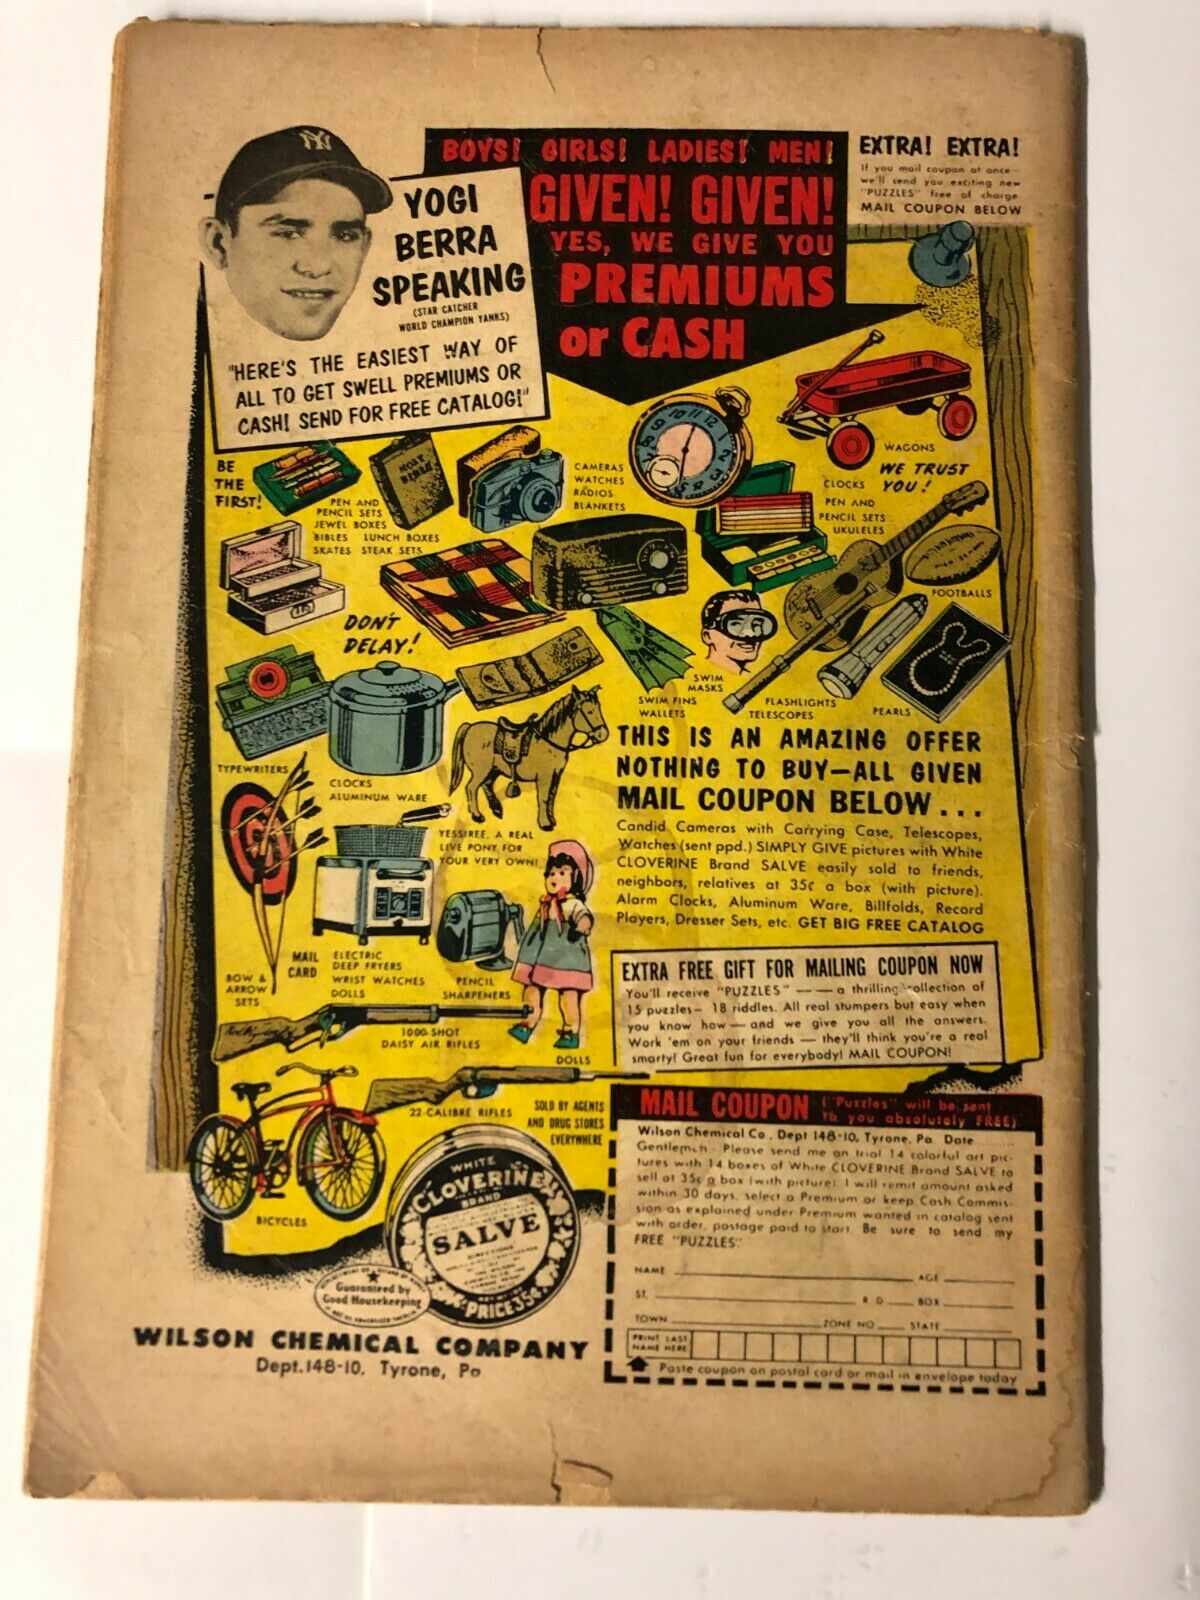 NY
YOGI
BERRA
SPEAKING
(STAR CATCHER
WORLD CHAMPION YANKS)
"HERE'S THE EASIEST WAY OF
ALL TO GET SWELL PREMIUMS OR
CASH! SEND FOR FREE CATALOG!"
BOYS! GIRLS! LADIES! MEN!
GIVEN! GIVEN!
YES, WE GIVE YOU
PREMIUMS
or CASH
EXTRA! EXTRA!
If you mail coupon at once—
we'll send you exciting new
"PUZZLES" free of charge
MAIL COUPON BELOW
BE
THE
FIRST!
PEN AND
PENCIL SETS
JEWEL BOXES
BIBLES LUNCH BOXES
SKATES STEAK SETS
HOLY
BIBLE
CAMERAS
WATCHES
RADIOS
BLANKETS
WAGONS
WE TRUST
YOU!
CLOCKS
PEN AND
PENCIL SETS
UKULELES
FOOTBALLS
DON'T
DELAY!
SWIM
MASKS
SWIM FINS
WALLETS
FLASHLIGHTS
TELESCOPES
PEARLS
TYPEWRITERS
CLOCKS
ALUMINUM WARE
YESSIREE, A REAL
LIVE PONY FOR
YOUR VERY OWN!
THIS IS AN AMAZING OFFER
NOTHING TO BUY—ALL GIVEN
MAIL COUPON BELOW...
Candid Cameras with Carrying Case, Telescopes,
Watches (sent ppd.) SIMPLY GIVE pictures with White
CLOVERINE Brand SALVE easily sold to friends,
neighbors, relatives at 35c a box (with picture).
Alarm Clocks, Aluminum Ware, Billfolds, Record
Players, Dresser Sets, etc. GET BIG FREE CATALOG
BOW &
ARROW
SETS
MAIL
CARD
ELECTRIC
DEEP FRYERS
WRIST WATCHES
DOLLS
PENCIL
SHARPENERS
DOLLS
1000-SHOT
DAISY AIR RIFLES
22-CALIBRE RIFLES
BICYCLES
SOLD BY AGENTS
AND DRUG STORES
EVERYWHERE
EXTRA FREE GIFT FOR MAILING COUPON NOW
You'll receive "PUZZLES" — — a thrilling collection of
15 puzzles— 18 riddles. All real stumpers but easy when
you know how — and we give you all the answers.
Work 'em on your friends — they'll think you're a real
smarty! Great fun for everybody! MAIL COUPON!
WHITE
CLOVERINE
BRAND
SALVE
DIRECTIONS
PRICE 35c
Guaranteed by
Good Housekeeping
WILSON CHEMICAL COMPANY
Dept.148-10, Tyrone, Pa
MAIL COUPON ("Puzzles" will be sent
to you absolutely FREE)
Wilson Chemical Co., Dept 148-10, Tyrone, Pa Date
Gentlemen - Please send me on trial 14 colorful art pic-
tures with 14 boxes of White CLOVERINE Brand SALVE to
sell at 35c a box (with picture) I will remit amount asked
within 30 days, select a Premium or keep Cash Commis-
sion as explained under Premium wanted in catalog sent
with order, postage paid to start. Be sure to send my
FREE "PUZZLES".
NAME AGE
ST. R D BOX
TOWN ZONE NO STATE
PRINT LAST
NAME HERE
Paste coupon on postal card or mail in envelope today